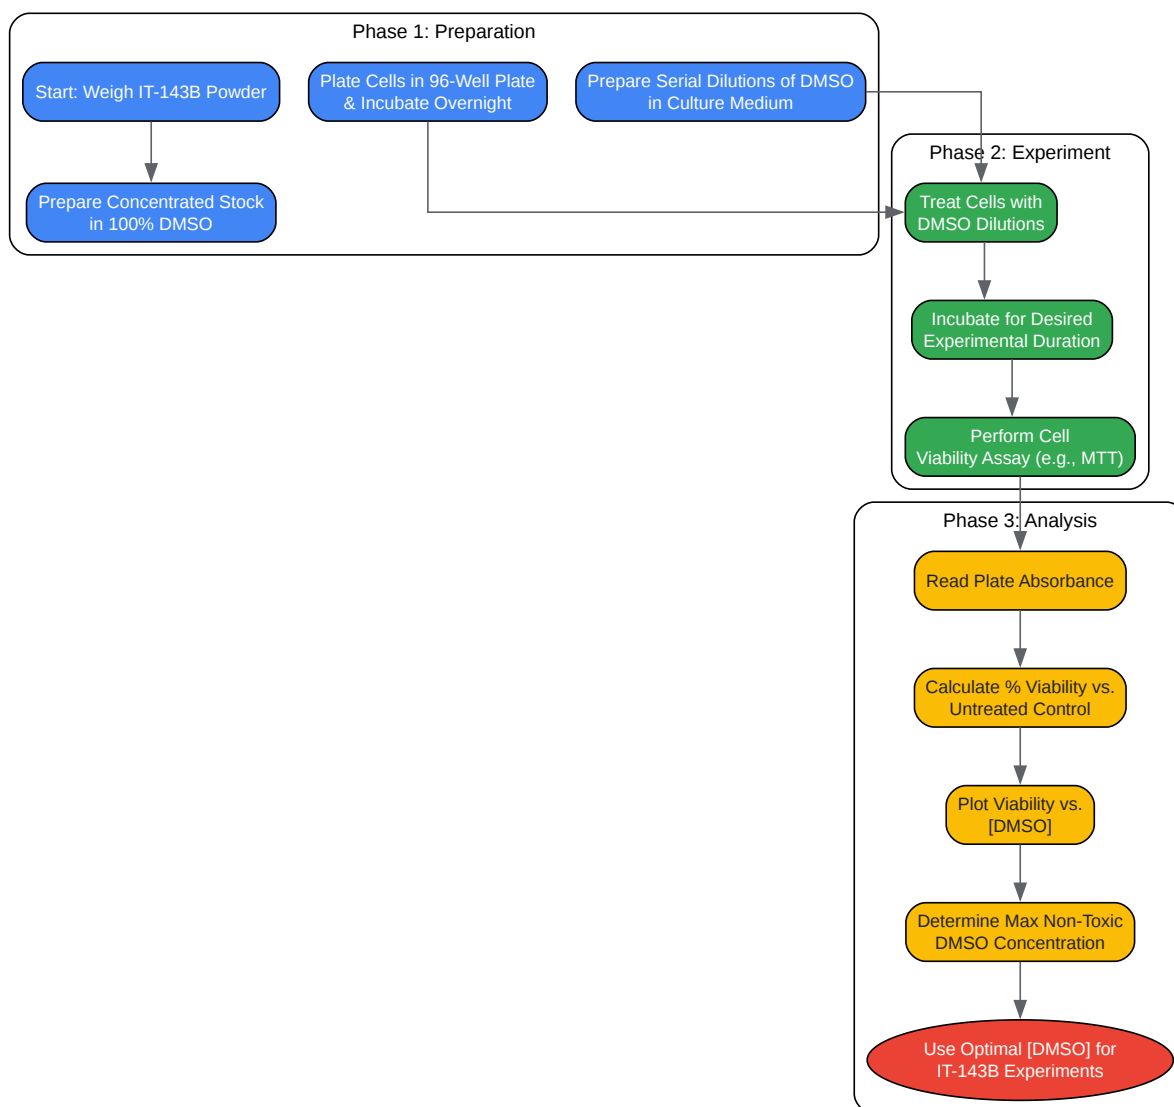 Phase 1: Preparation
Start: Weigh IT-143B Powder
Plate Cells in 96-Well Plate
& Incubate Overnight
Prepare Serial Dilutions of DMSO
in Culture Medium
Prepare Concentrated Stock
in 100% DMSO
Phase 2: Experiment
Treat Cells with
DMSO Dilutions
Incubate for Desired
Experimental Duration
Perform Cell
Viability Assay (e.g., MTT)
Phase 3: Analysis
Read Plate Absorbance
Calculate % Viability vs.
Untreated Control
Plot Viability vs.
[DMSO]
Determine Max Non-Toxic
DMSO Concentration
Use Optimal [DMSO] for
IT-143B Experiments